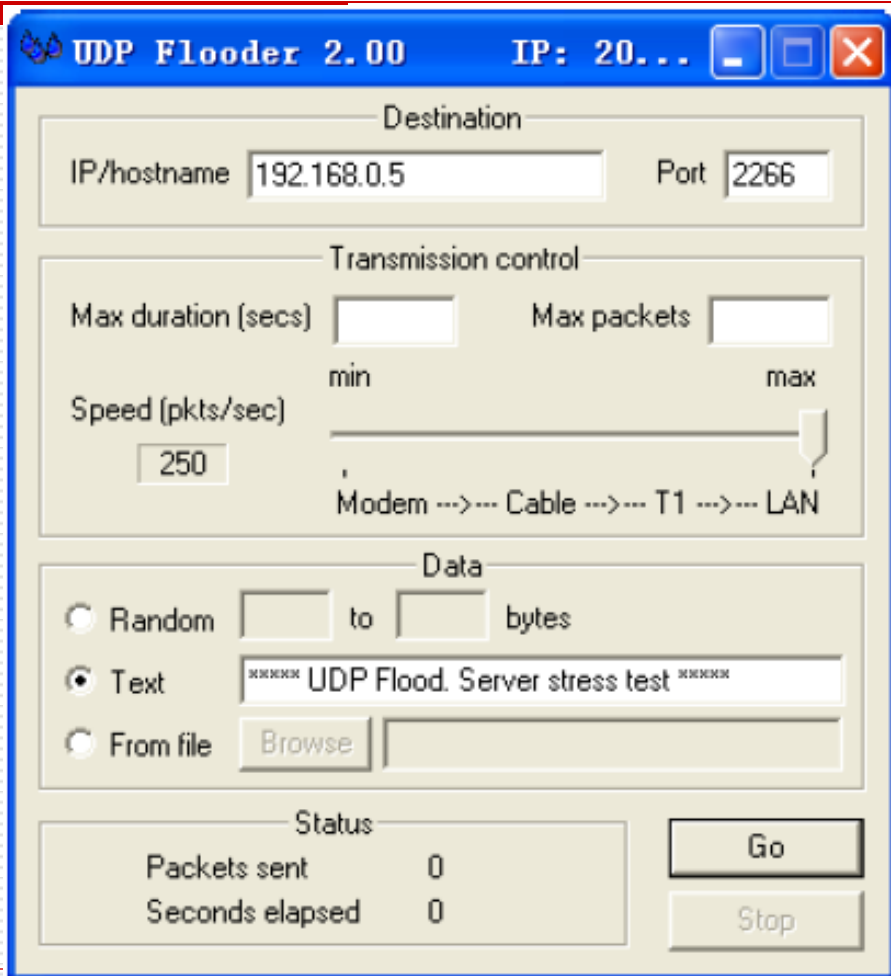 UDP Flooder 2.00 IP: 20...
Destination
IP/hostname 192.168.0.5 Port 2266
Transmission control
Max duration (secs) Max packets
min max
Speed (pkts/sec)
250
Modem --->--- Cable --->--- T1 --->--- LAN
Data
Random to bytes
Text ***** UDP Flood. Server stress test *****
From file Browse
Status
Packets sent 0
Seconds elapsed 0
Go
Stop